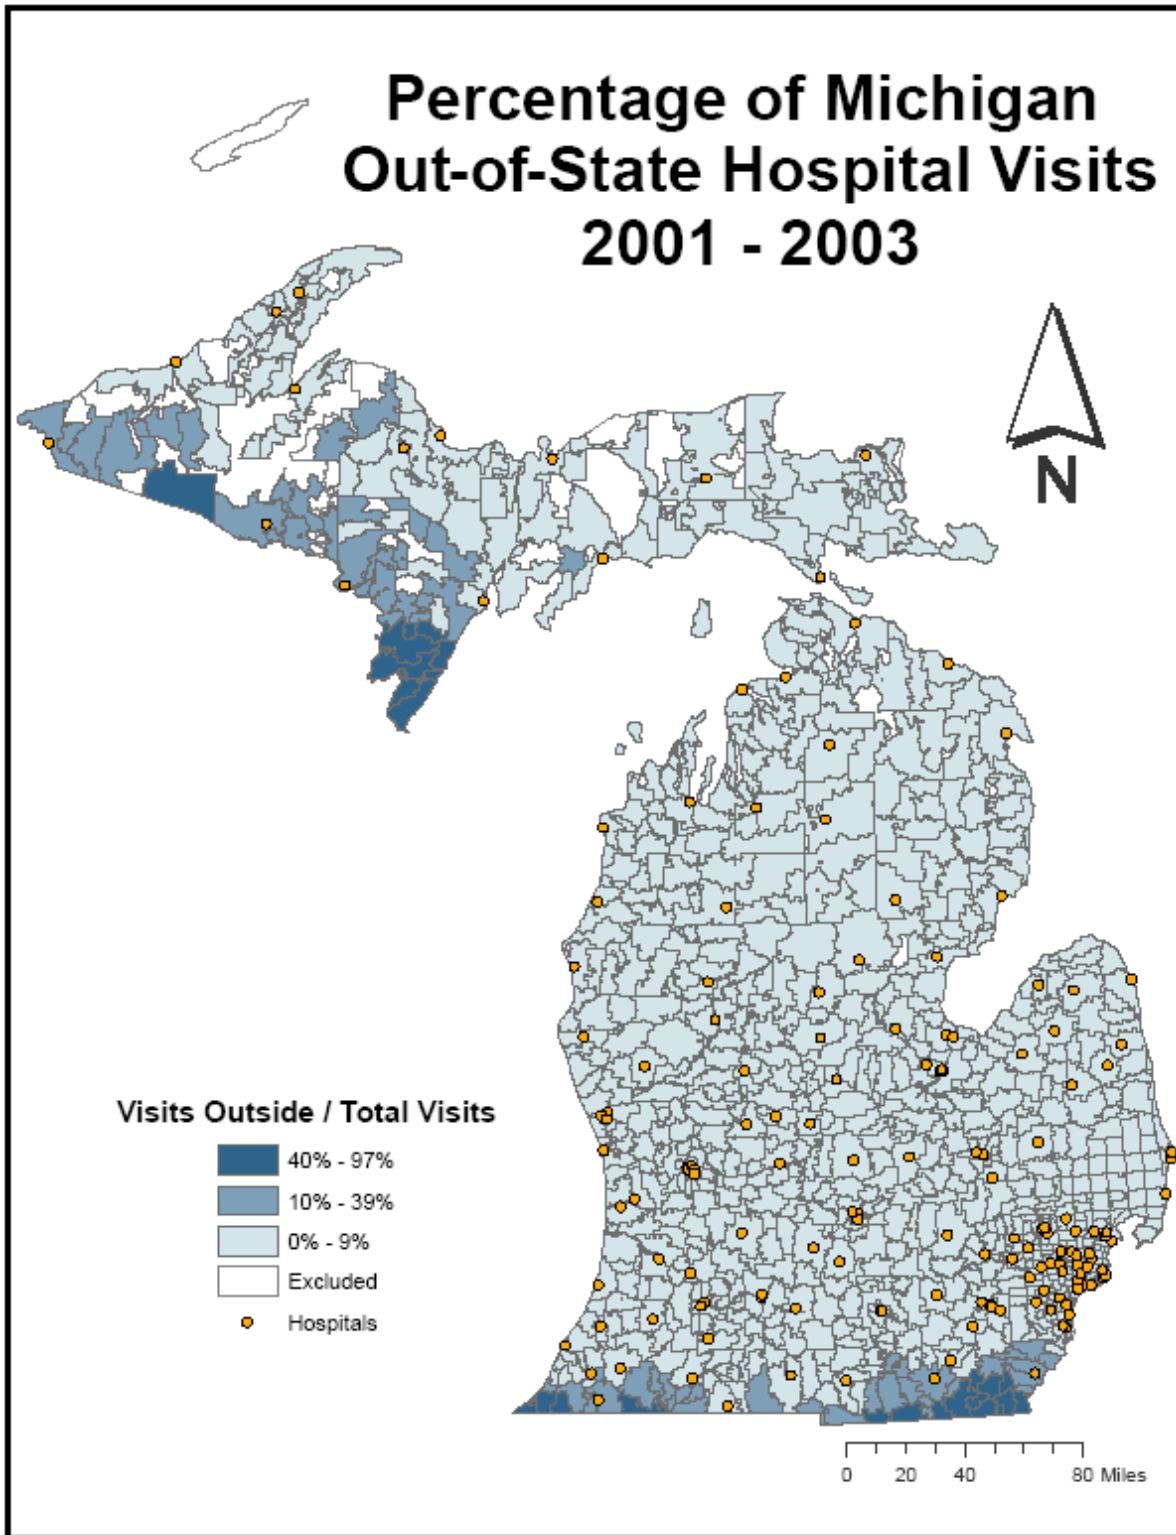 Percentage of Michigan
Out-of-State Hospital Visits
2001 - 2003
N
Visits Outside / Total Visits
40% - 97%
10% - 39%
0% - 9%
Excluded
Hospitals
0 20 40 80 Miles